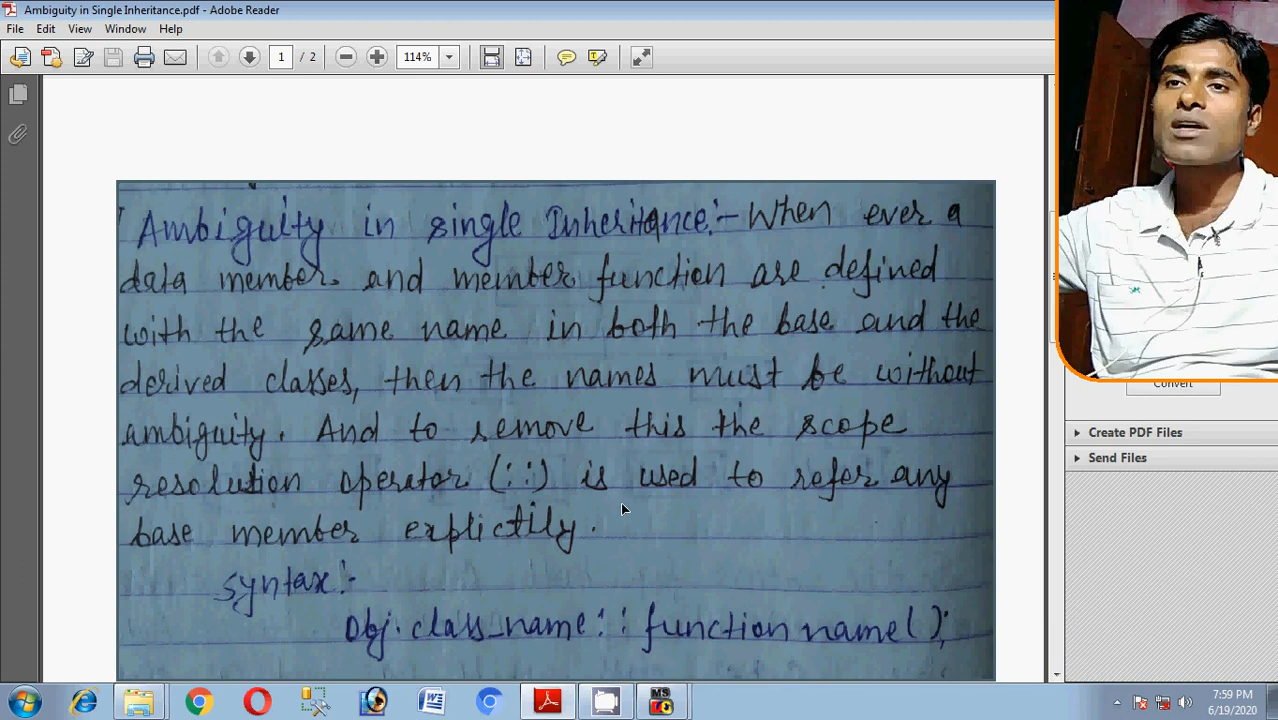 Ambiguity in Single Inheritance.pdf - Adobe Reader
File Edit View Window Help
1 / 2 114%
Ambiguity in single Inheritance:- When ever a
data member and member function are defined
with the same name in both the base and the
derived classes, then the names must be without
ambiguity. And to remove this the scope
resolution operator (::) is used to refer any
base member explictily.
syntax:-
obj.class_name::function name();
Convert
Create PDF Files
Send Files
MS
7:59 PM
6/19/2020